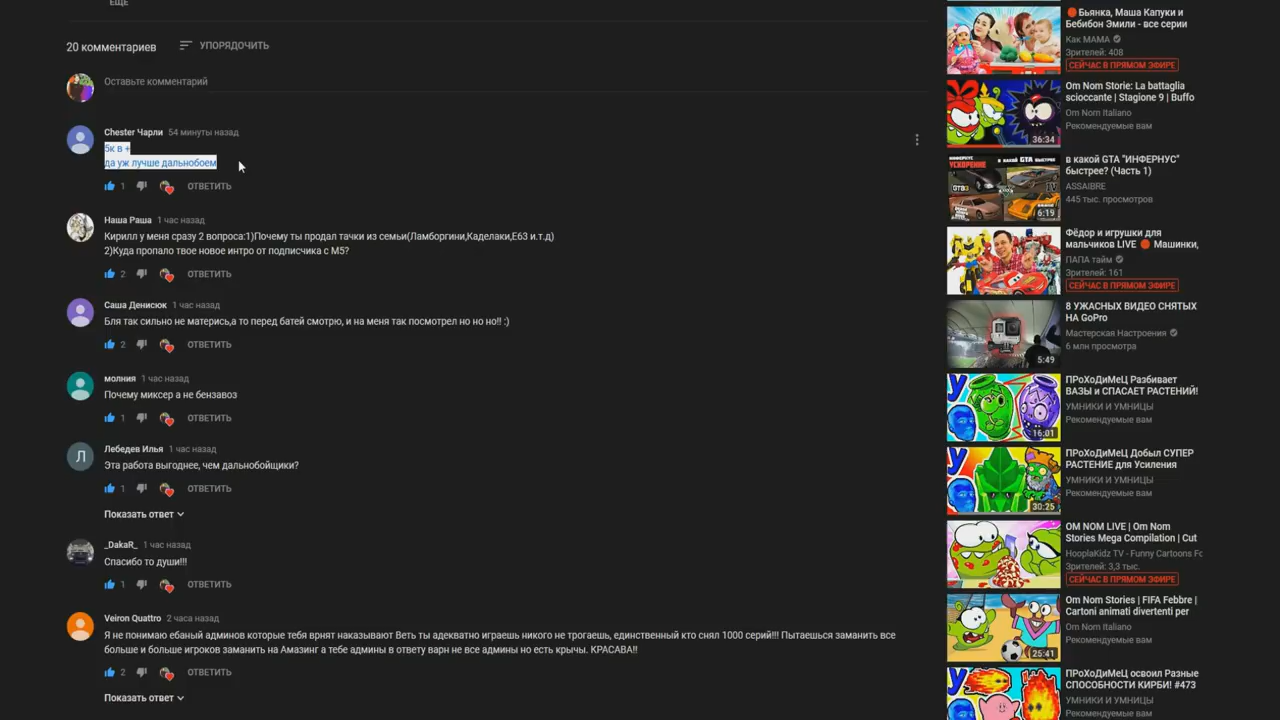 ЕЩЁ
20 комментариев
УПОРЯДОЧИТЬ
Оставьте комментарий
Chester Чарли 54 минуты назад
5к в +
да уж лучше дальнобоем
1 ОТВЕТИТЬ
Наша Раша 1 час назад
Кирилл у меня сразу 2 вопроса:1)Почему ты продал тачки из семьи(Ламборгини,Каделаки,Е63 и.т.д)
2)Куда пропало твое новое интро от подписчика с М5?
2 ОТВЕТИТЬ
Саша Денисюк 1 час назад
Бля так сильно не матерись,а то перед батей смотрю, и на меня так посмотрел но но но!! :)
2 ОТВЕТИТЬ
молния 1 час назад
Почему миксер а не бензавоз
1 ОТВЕТИТЬ
Л
Лебедев Илья 1 час назад
Эта работа выгоднее, чем дальнобойщики?
1 ОТВЕТИТЬ
Показать ответ
_DakaR_ 1 час назад
Спасибо то души!!!
1 ОТВЕТИТЬ
Veiron Quattro 2 часа назад
Я не понимаю ебаный админов которые тебя врнят наказывают Веть ты адекватно играешь никого не трогаешь, единственный кто снял 1000 серий!!! Пытаешься заманить все
больше и больше игроков заманить на Амазинг а тебе админы в ответу варн не все админы но есть крычы. КРАСАВА!!
2 ОТВЕТИТЬ
Показать ответ
Бьянка, Маша Капуки и
Бебибон Эмили - все серии
Как МАМА
Зрителей: 408
СЕЙЧАС В ПРЯМОМ ЭФИРЕ
Om Nom Storie: La battaglia
scioccante | Stagione 9 | Buffo
Om Nom Italiano
Рекомендуемые вам
36:34
в какой GTA "ИНФЕРНУС"
быстрее? (Часть 1)
ASSAIBRE
445 тыс. просмотров
ИНФЕРНУС
УСКОРЕНИЕ
В КАКОЙ GTA БЫСТРЕЕ
GTA3
IV
6:19
Фёдор и игрушки для
мальчиков LIVE Машинки,
ПАПА тайм
Зрителей: 161
СЕЙЧАС В ПРЯМОМ ЭФИРЕ
8 УЖАСНЫХ ВИДЕО СНЯТЫХ
НА GoPro
Мастерская Настроения
6 млн просмотра
5:49
ПРоХоДиМеЦ Разбивает
ВАЗЫ и СПАСАЕТ РАСТЕНИЙ!
УМНИКИ И УМНИЦЫ
Рекомендуемые вам
16:01
ПРоХоДиМеЦ Добыл СУПЕР
РАСТЕНИЕ для Усиления
УМНИКИ И УМНИЦЫ
Рекомендуемые вам
30:25
OM NOM LIVE | Om Nom
Stories Mega Compilation | Cut
HooplaKidz TV - Funny Cartoons Fo
Зрителей: 3,3 тыс.
СЕЙЧАС В ПРЯМОМ ЭФИРЕ
Om Nom Stories | FIFA Febbre |
Cartoni animati divertenti per
Om Nom Italiano
Рекомендуемые вам
25:41
ПРоХоДиМеЦ освоил Разные
СПОСОБНОСТИ КИРБИ! #473
УМНИКИ И УМНИЦЫ
Рекомендуемые вам